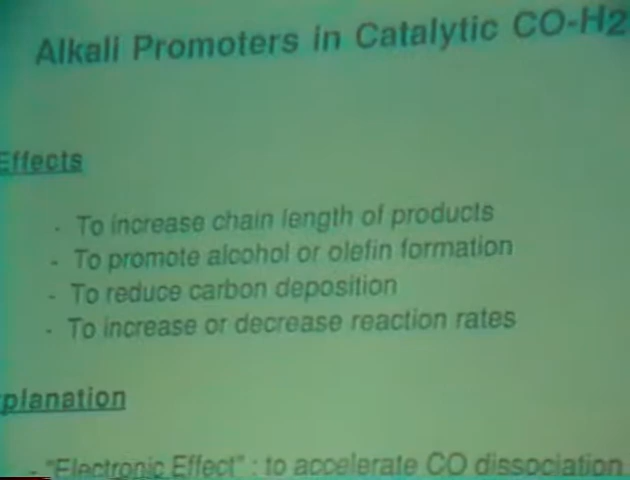 Alkali Promoters in Catalytic CO-H2
Effects
- To increase chain length of products
- To promote alcohol or olefin formation
- To reduce carbon deposition
- To increase or decrease reaction rates
planation
- "Electronic Effect" : to accelerate CO dissociation